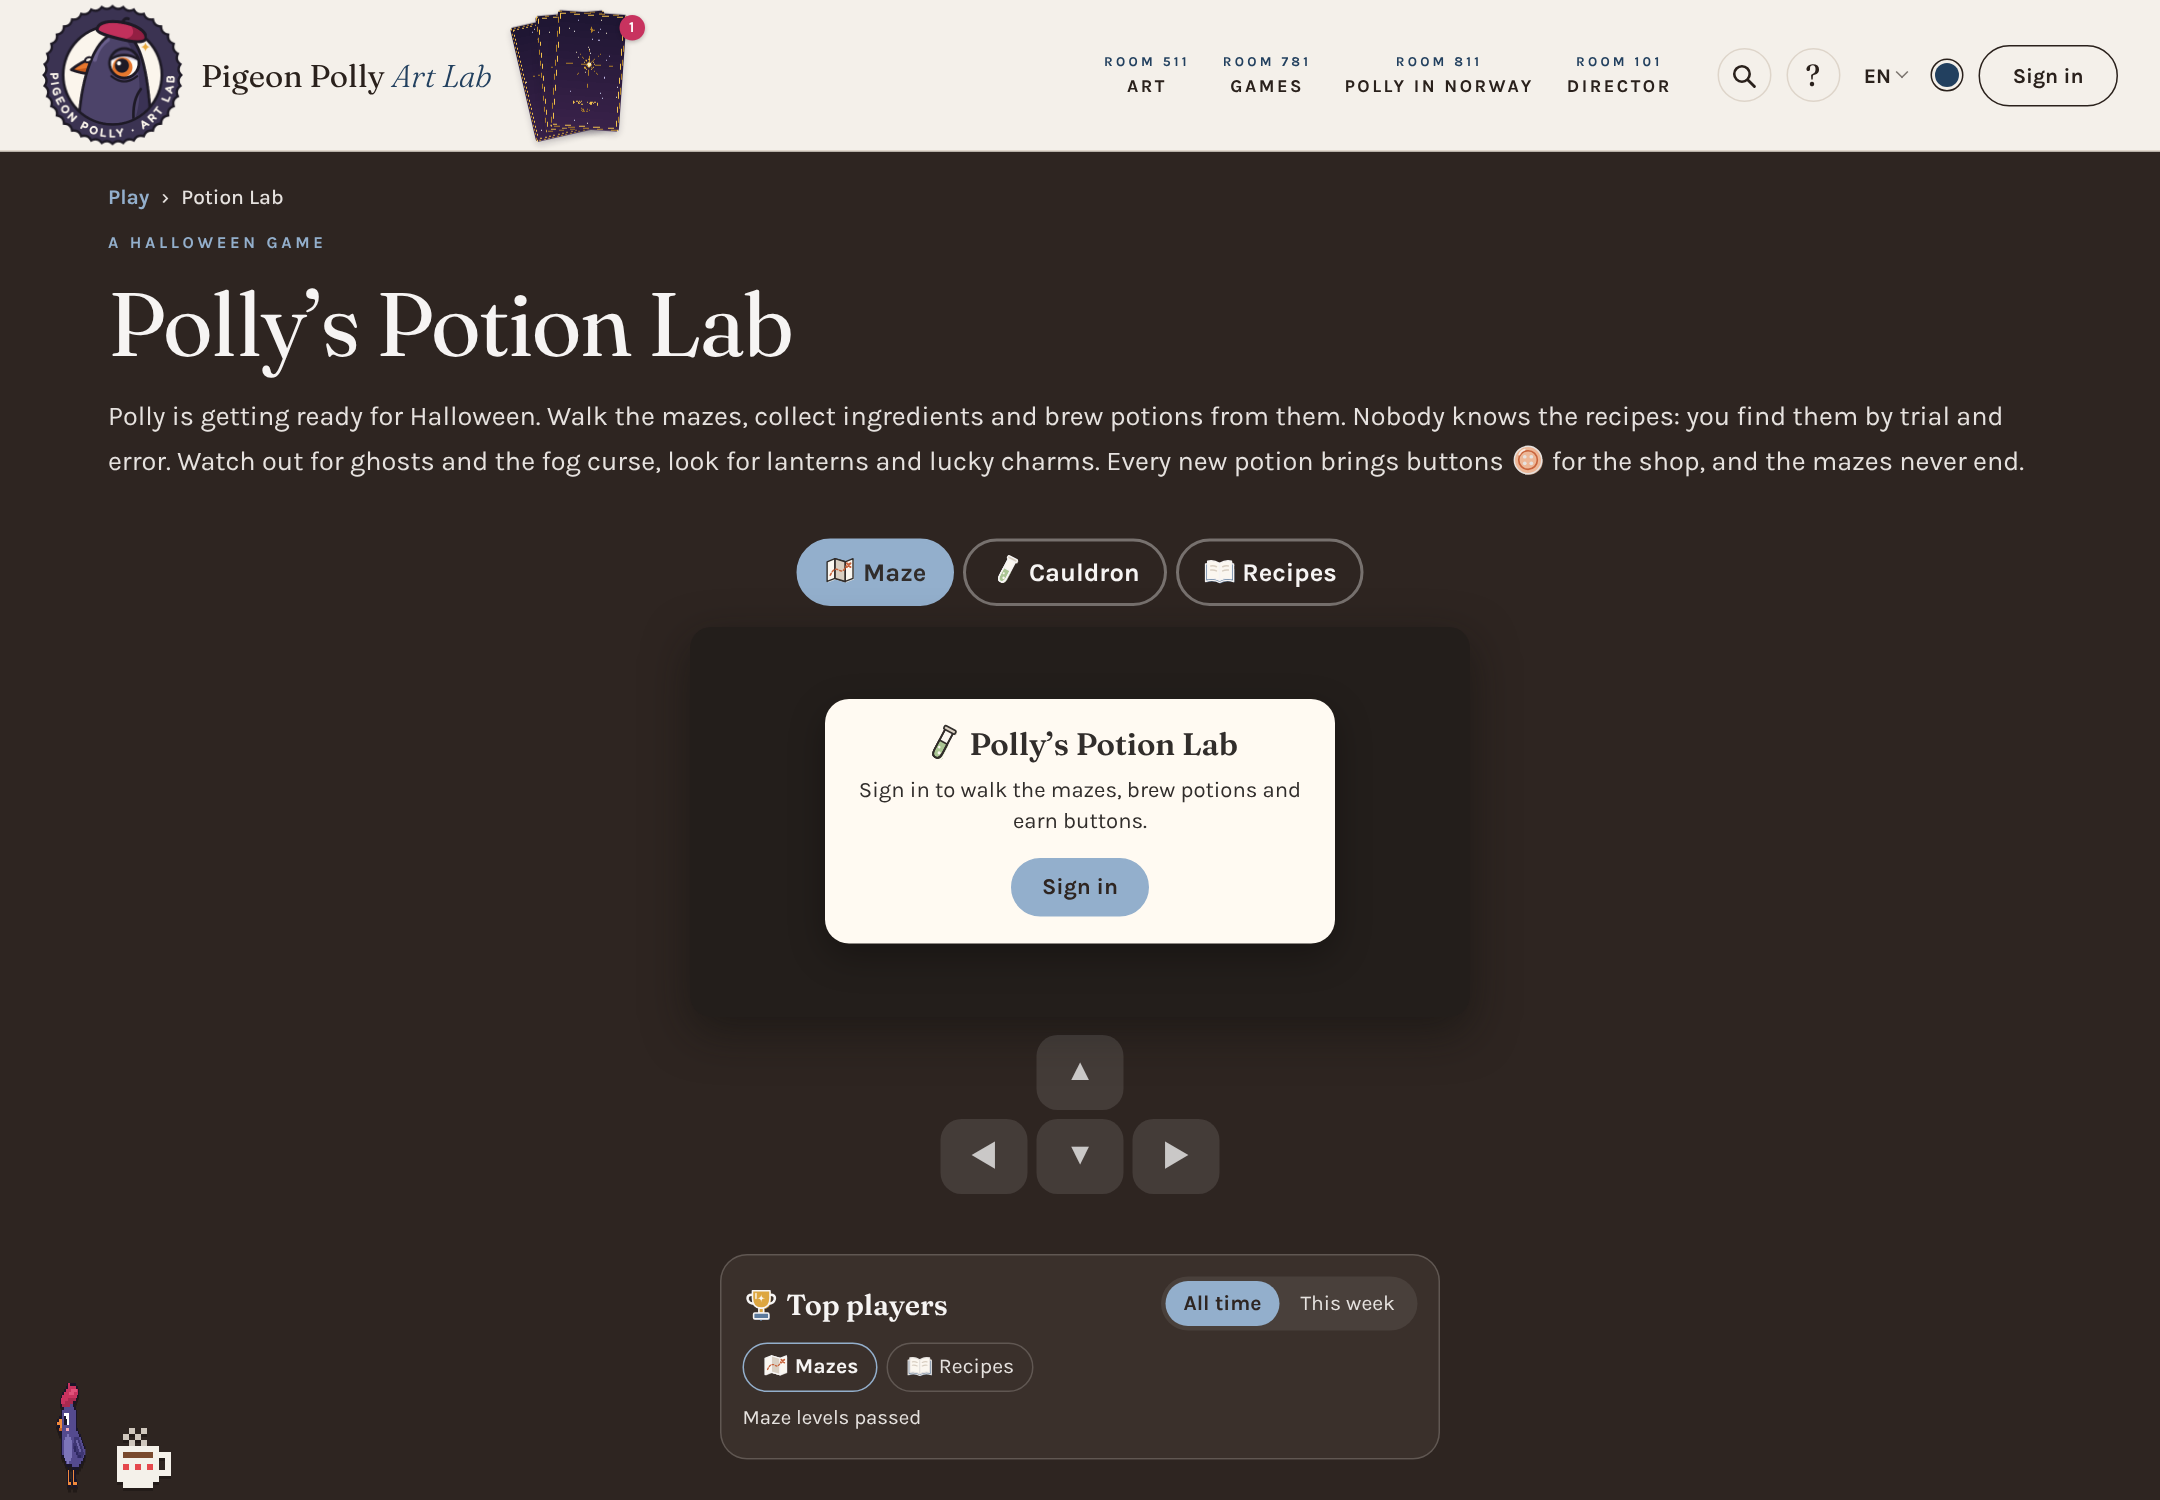 PIGEON POLLY · ART LAB
Pigeon Polly Art Lab
1
ROOM 511
ART
ROOM 781
GAMES
ROOM 811
POLLY IN NORWAY
ROOM 101
DIRECTOR
?
EN
Sign in
Play › Potion Lab
A HALLOWEEN GAME
Polly’s Potion Lab
Polly is getting ready for Halloween. Walk the mazes, collect ingredients and brew potions from them. Nobody knows the recipes: you find them by trial and
error. Watch out for ghosts and the fog curse, look for lanterns and lucky charms. Every new potion brings buttons for the shop, and the mazes never end.
Maze
Cauldron
Recipes
Polly’s Potion Lab
Sign in to walk the mazes, brew potions and
earn buttons.
Sign in
Top players
All time
This week
Mazes
Recipes
Maze levels passed